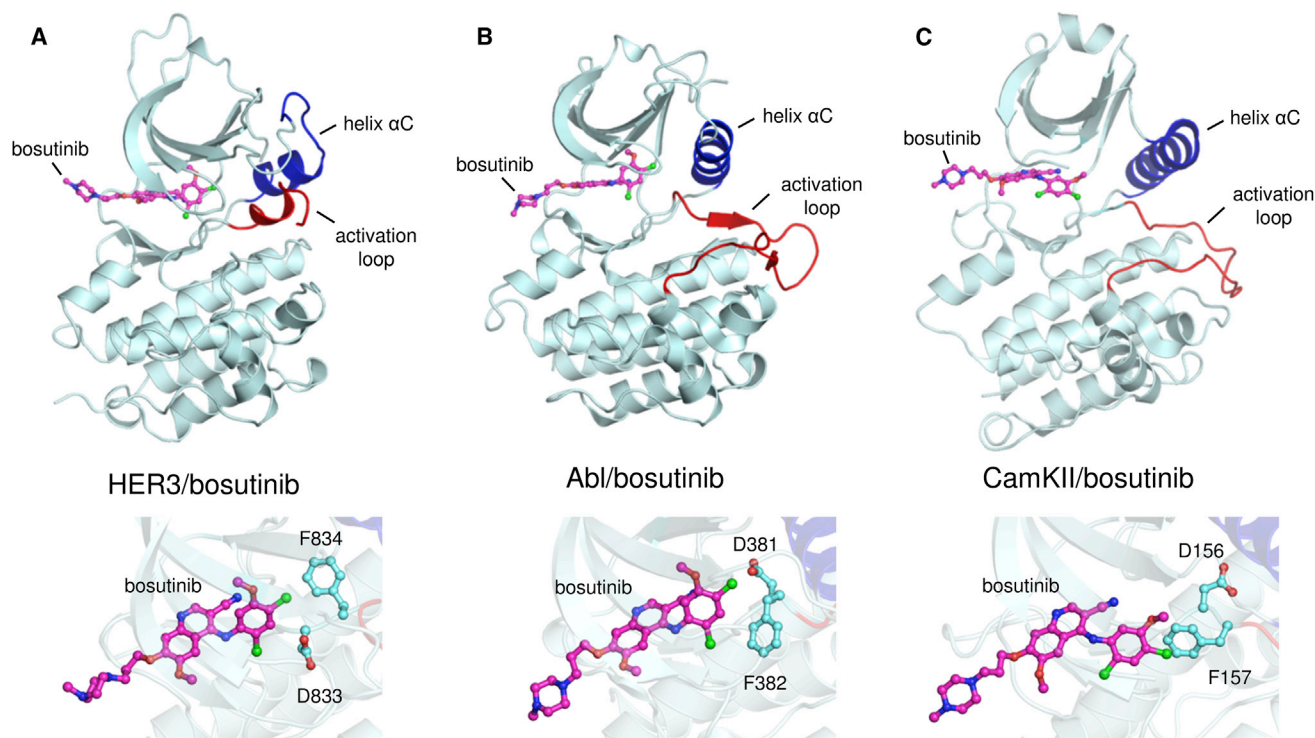 A
bosutinib
helix αC
activation
loop
HER3/bosutinib
B
bosutinib
helix αC
activation
loop
Abl/bosutinib
C
bosutinib
helix αC
activation
loop
CamKII/bosutinib
F834
bosutinib
D833
D381
bosutinib
F382
D156
bosutinib
F157